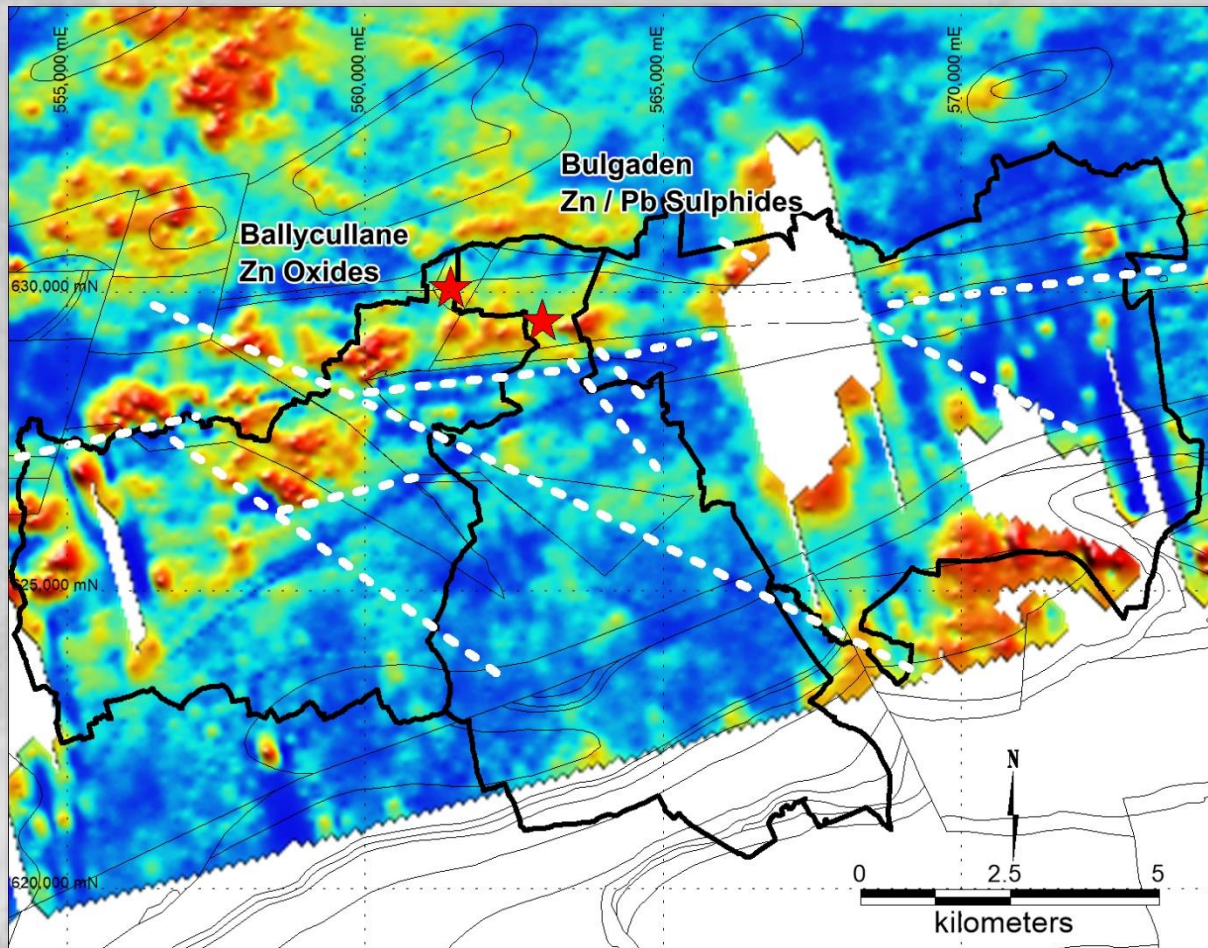 555,000 mE
560,000 mE
565,000 mE
570,000 mE
Bulgaden
Zn / Pb Sulphides
Ballycullane
Zn Oxides
630,000 mN
625,000 mN
620,000 mN
N
0 2.5 5
kilometers